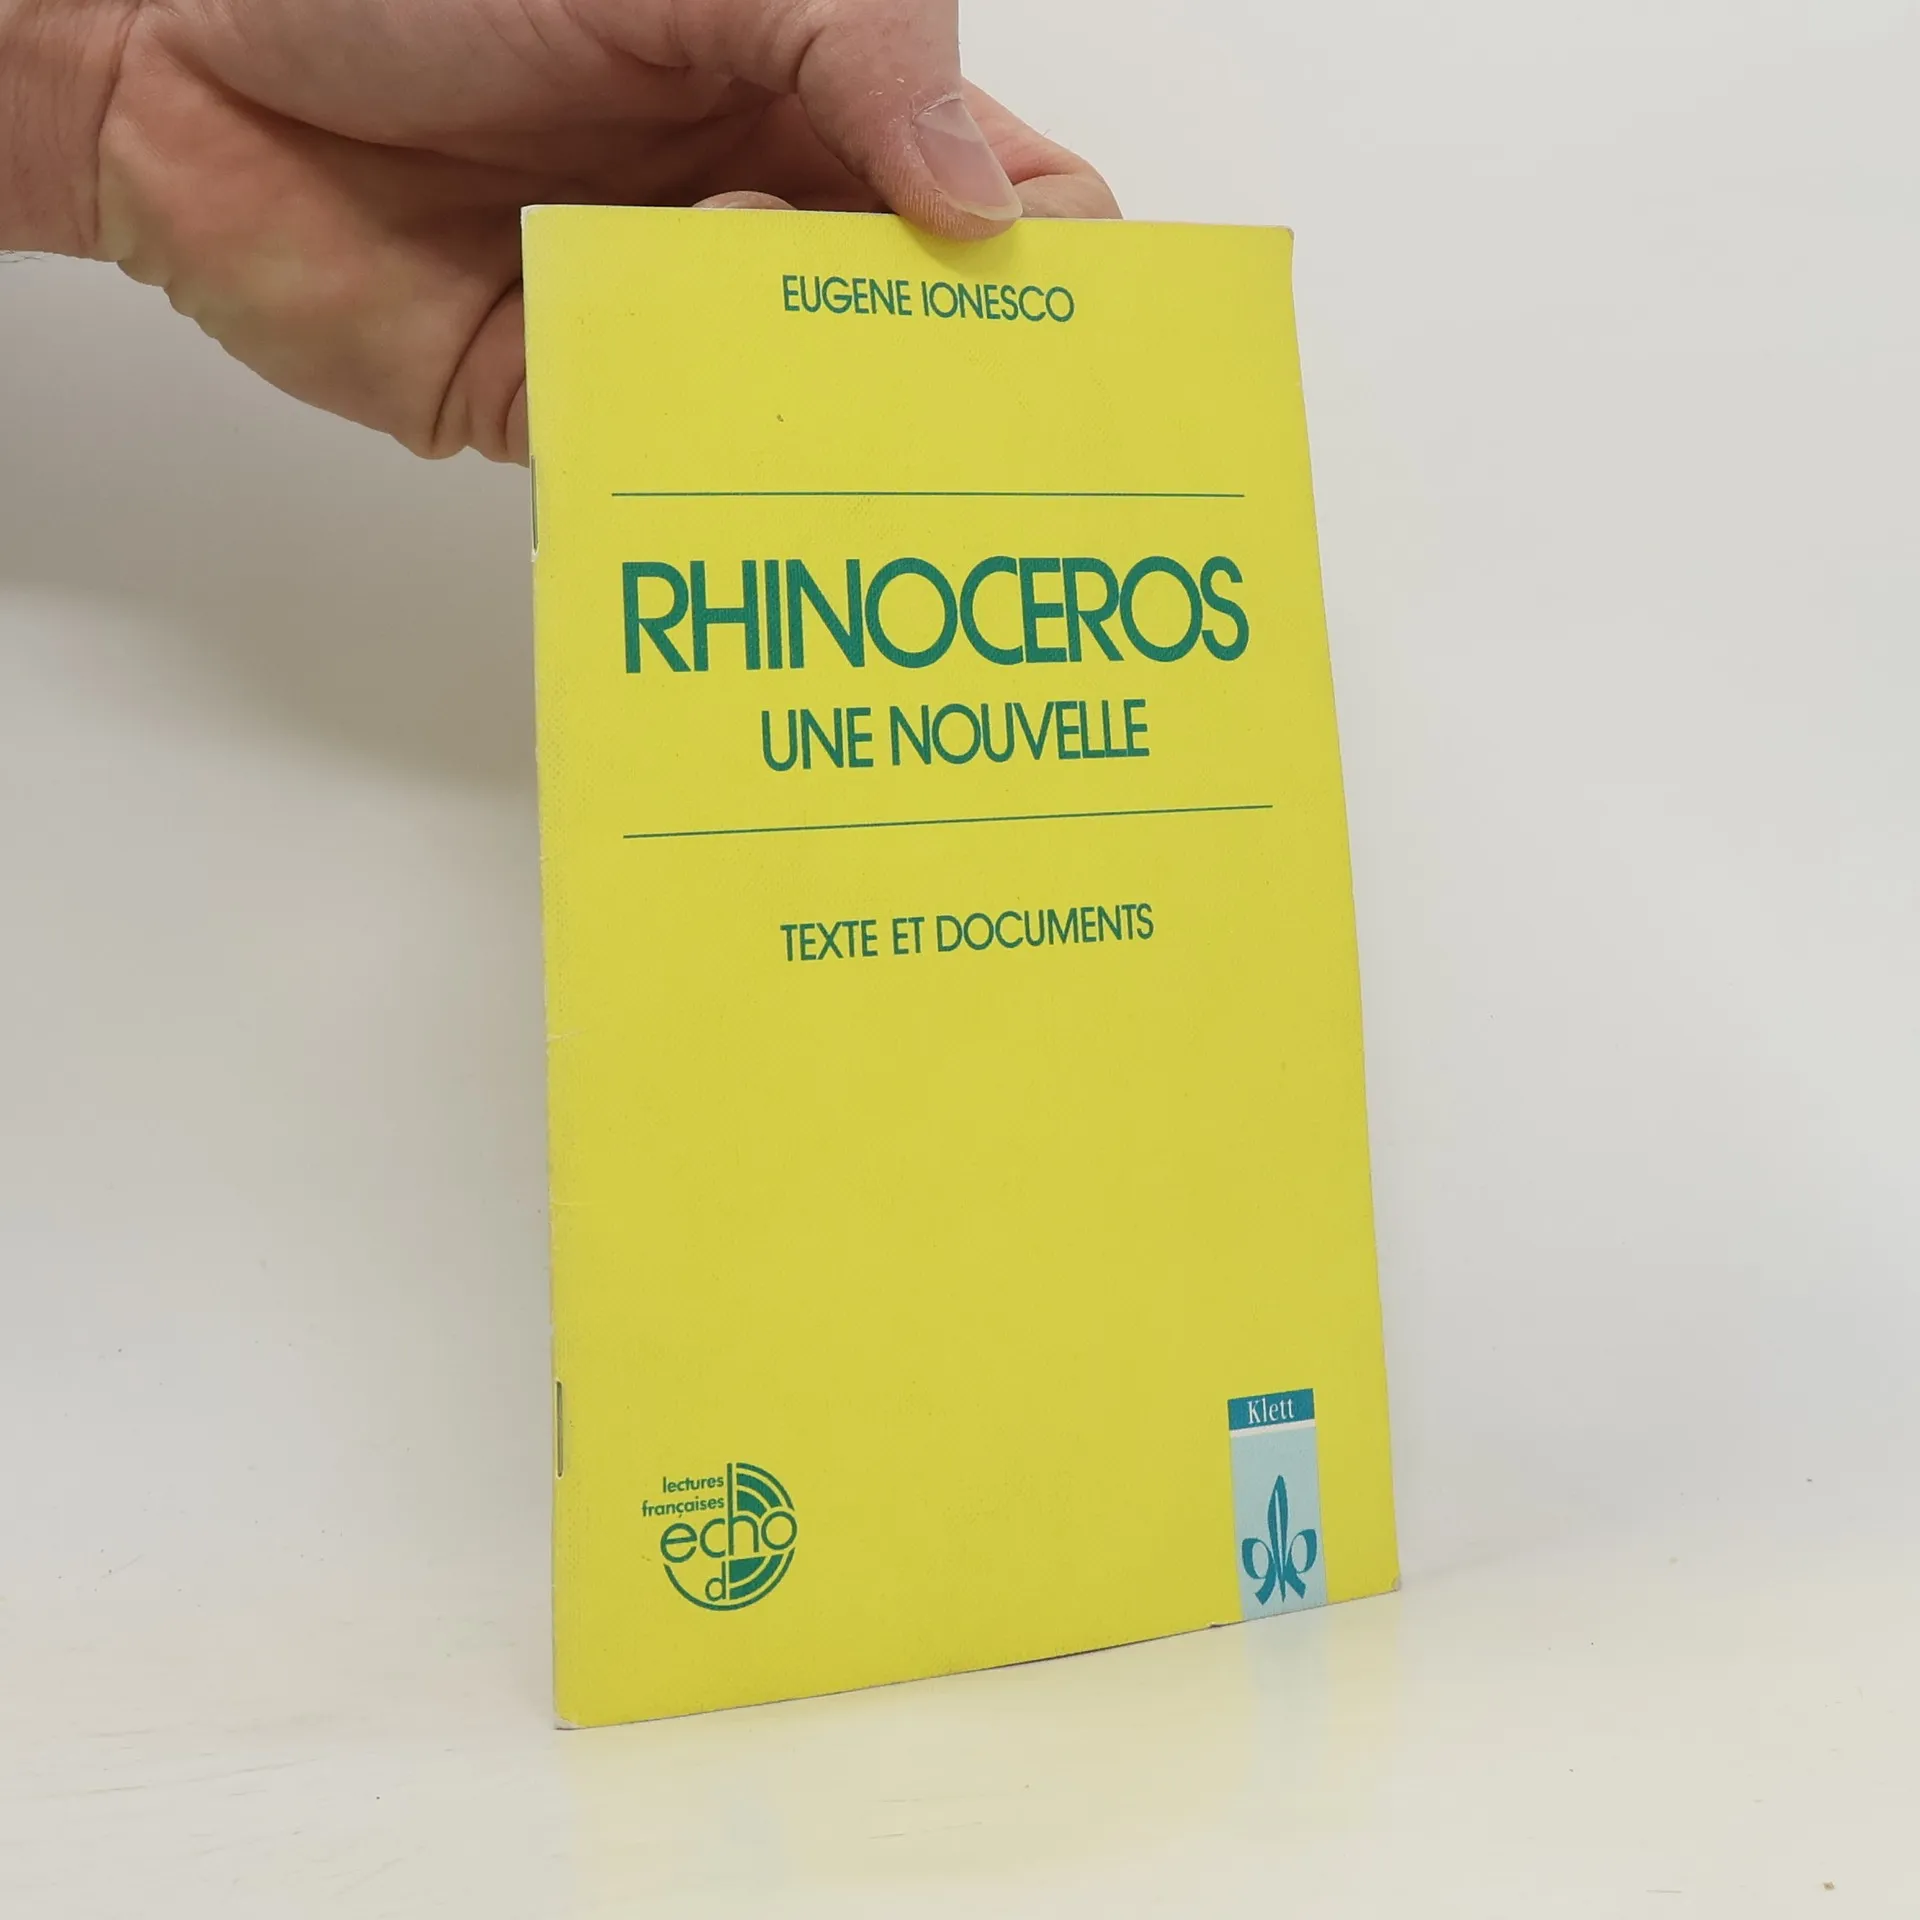 EUGENE IONESCO
RHINOCEROS
UNE NOUVELLE
TEXTE ET DOCUMENTS
lectures
françaises
echo
d
Klett